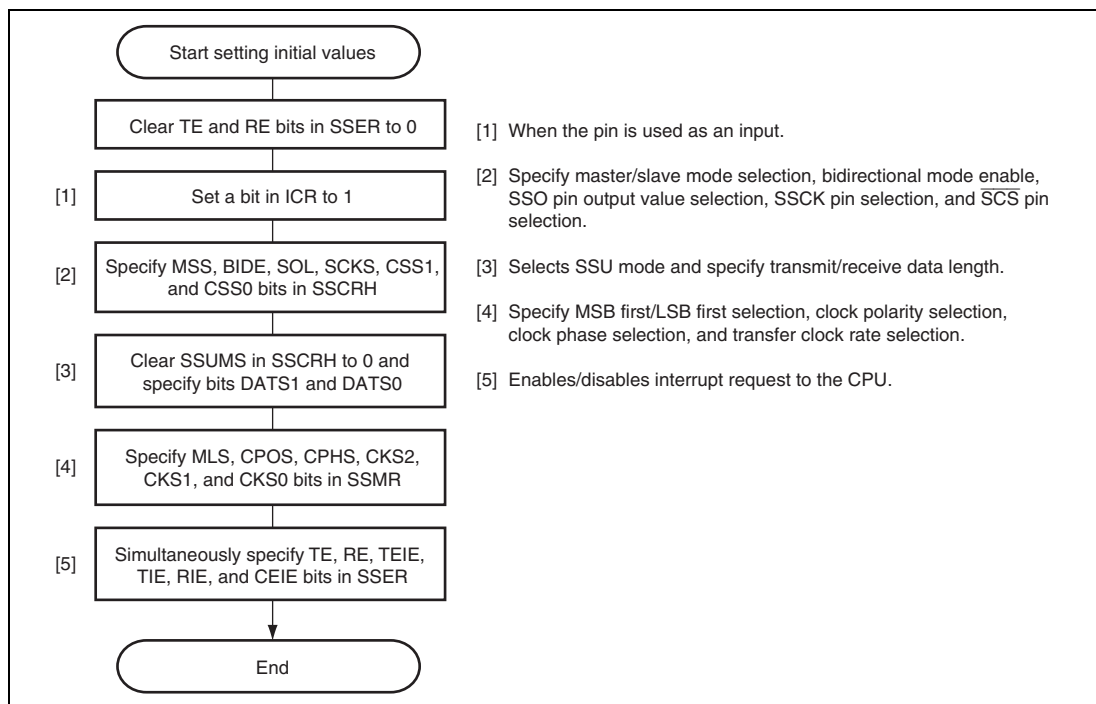 Start setting initial values
Clear TE and RE bits in SSER to 0
[1] Set a bit in ICR to 1
[2] Specify MSS, BIDE, SOL, SCKS, CSS1,
and CSS0 bits in SSCRH
[3] Clear SSUMS in SSCRH to 0 and
specify bits DATS1 and DATS0
[4] Specify MLS, CPOS, CPHS, CKS2,
CKS1, and CKS0 bits in SSMR
[5] Simultaneously specify TE, RE, TEIE,
TIE, RIE, and CEIE bits in SSER
End
[1] When the pin is used as an input.
[2] Specify master/slave mode selection, bidirectional mode enable,
SSO pin output value selection, SSCK pin selection, and S̅C̅S̅ pin
selection.
[3] Selects SSU mode and specify transmit/receive data length.
[4] Specify MSB first/LSB first selection, clock polarity selection,
clock phase selection, and transfer clock rate selection.
[5] Enables/disables interrupt request to the CPU.